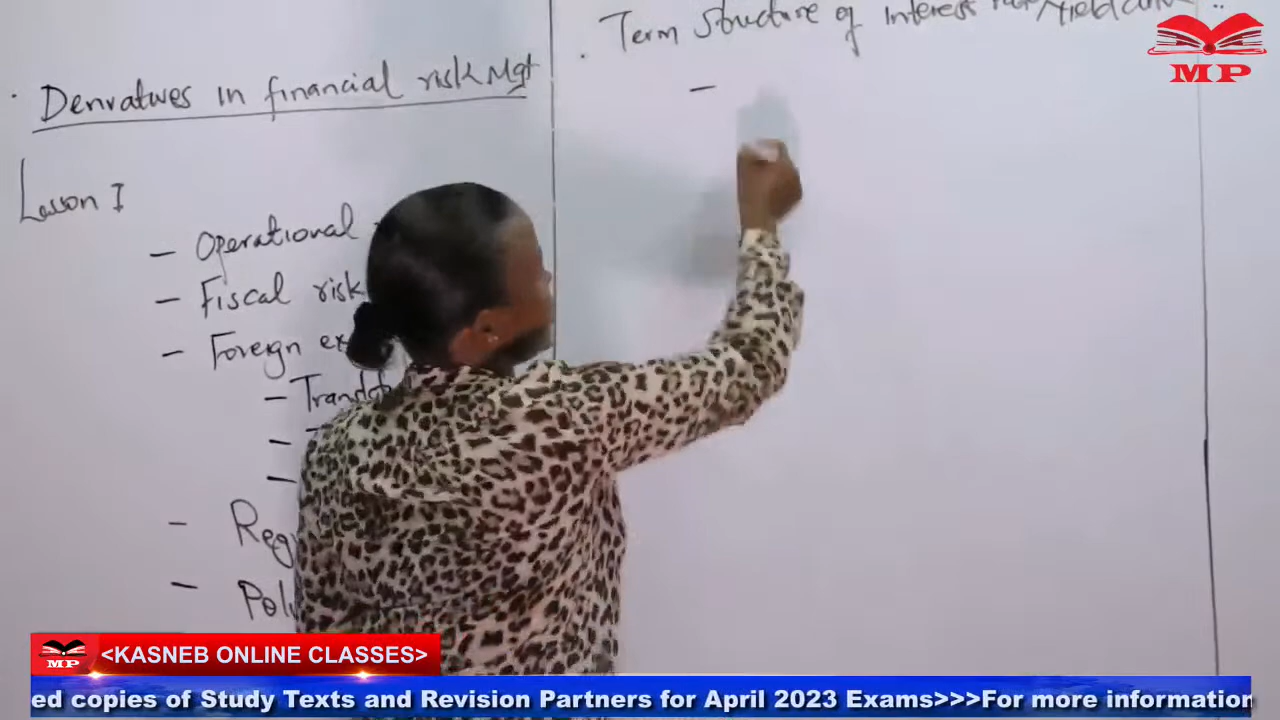 Derivatives in financial risk Mgt
Lesson I
- Operational
- Fiscal risk
- Foreign ex
-
-
-
- Reg
- Pol
. Term Structure of Interest
-
MP
MP
<KASNEB ONLINE CLASSES>
ed copies of Study Texts and Revision Partners for April 2023 Exams>>>For more information